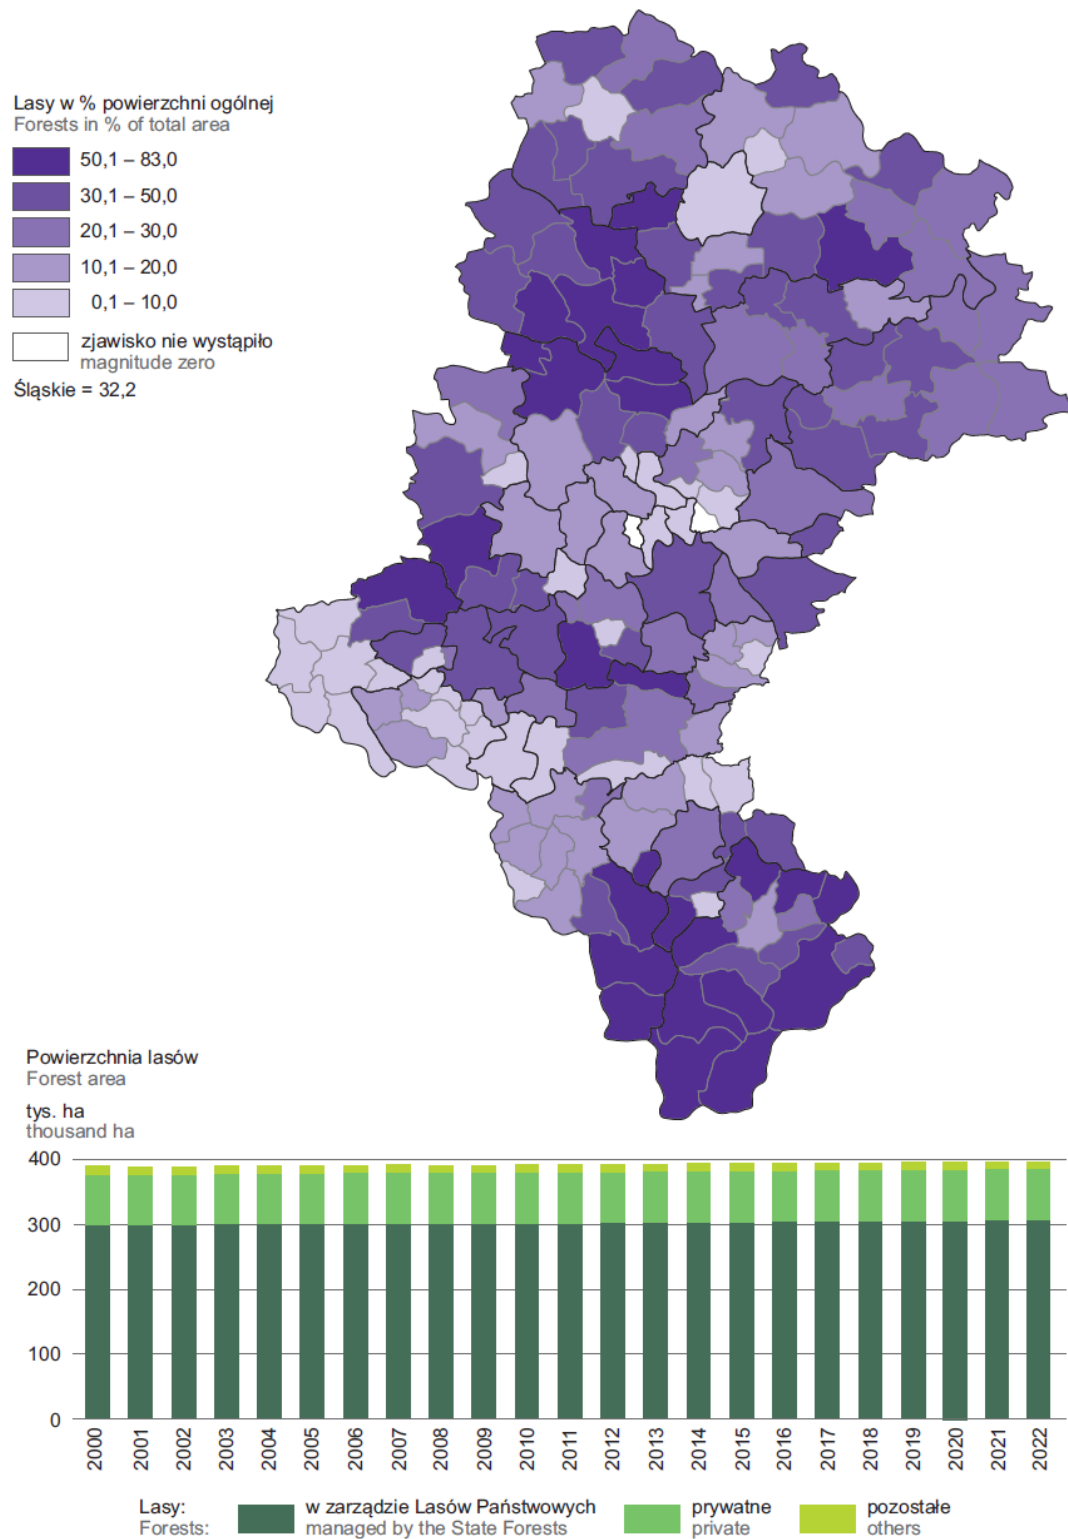 Lasy w % powierzchni ogólnej
Forests in % of total area
50,1 – 83,0
30,1 – 50,0
20,1 – 30,0
10,1 – 20,0
0,1 – 10,0
zjawisko nie wystąpiło
magnitude zero
Śląskie = 32,2
Powierzchnia lasów
Forest area
tys. ha
thousand ha
400
300
200
100
0
2000 2001 2002 2003 2004 2005 2006 2007 2008 2009 2010 2011 2012 2013 2014 2015 2016 2017 2018 2019 2020 2021 2022
Lasy: w zarządzie Lasów Państwowych prywatne pozostałe
Forests: managed by the State Forests private others